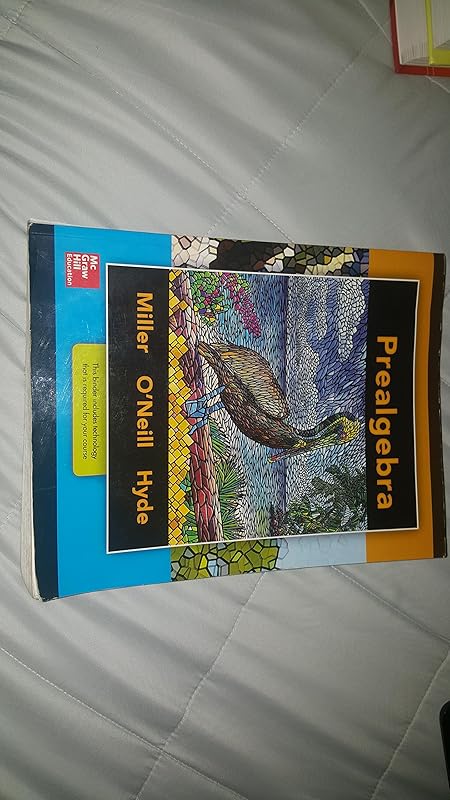 Prealgebra
Miller O'Neill Hyde
Mc
Graw
Hill
Education
This binder includes technology
that is required for your course